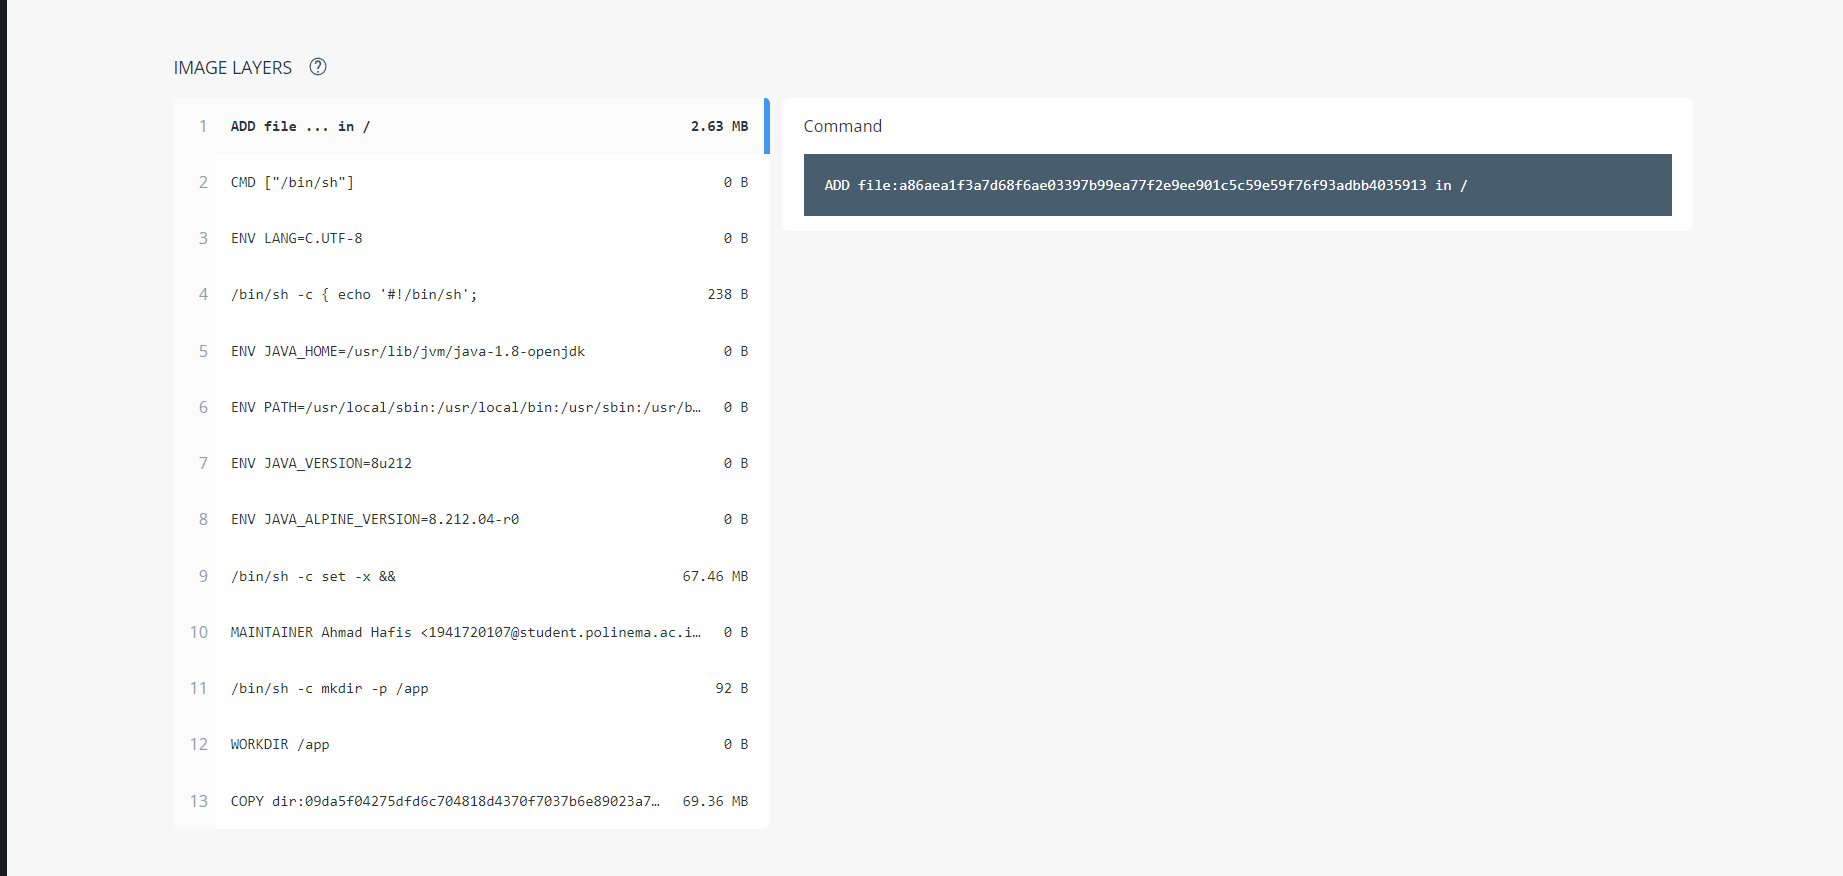 IMAGE LAYERS ?
1 ADD file ... in / 2.63 MB
2 CMD ["/bin/sh"] 0 B
3 ENV LANG=C.UTF-8 0 B
4 /bin/sh -c { echo '#!/bin/sh'; 238 B
5 ENV JAVA_HOME=/usr/lib/jvm/java-1.8-openjdk 0 B
6 ENV PATH=/usr/local/sbin:/usr/local/bin:/usr/sbin:/usr/b… 0 B
7 ENV JAVA_VERSION=8u212 0 B
8 ENV JAVA_ALPINE_VERSION=8.212.04-r0 0 B
9 /bin/sh -c set -x && 67.46 MB
10 MAINTAINER Ahmad Hafis <1941720107@student.polinema.ac.i… 0 B
11 /bin/sh -c mkdir -p /app 92 B
12 WORKDIR /app 0 B
13 COPY dir:09da5f04275dfd6c704818d4370f7037b6e89023a7… 69.36 MB
Command
ADD file:a86aea1f3a7d68f6ae03397b99ea77f2e9ee901c5c59e59f76f93adbb4035913 in /